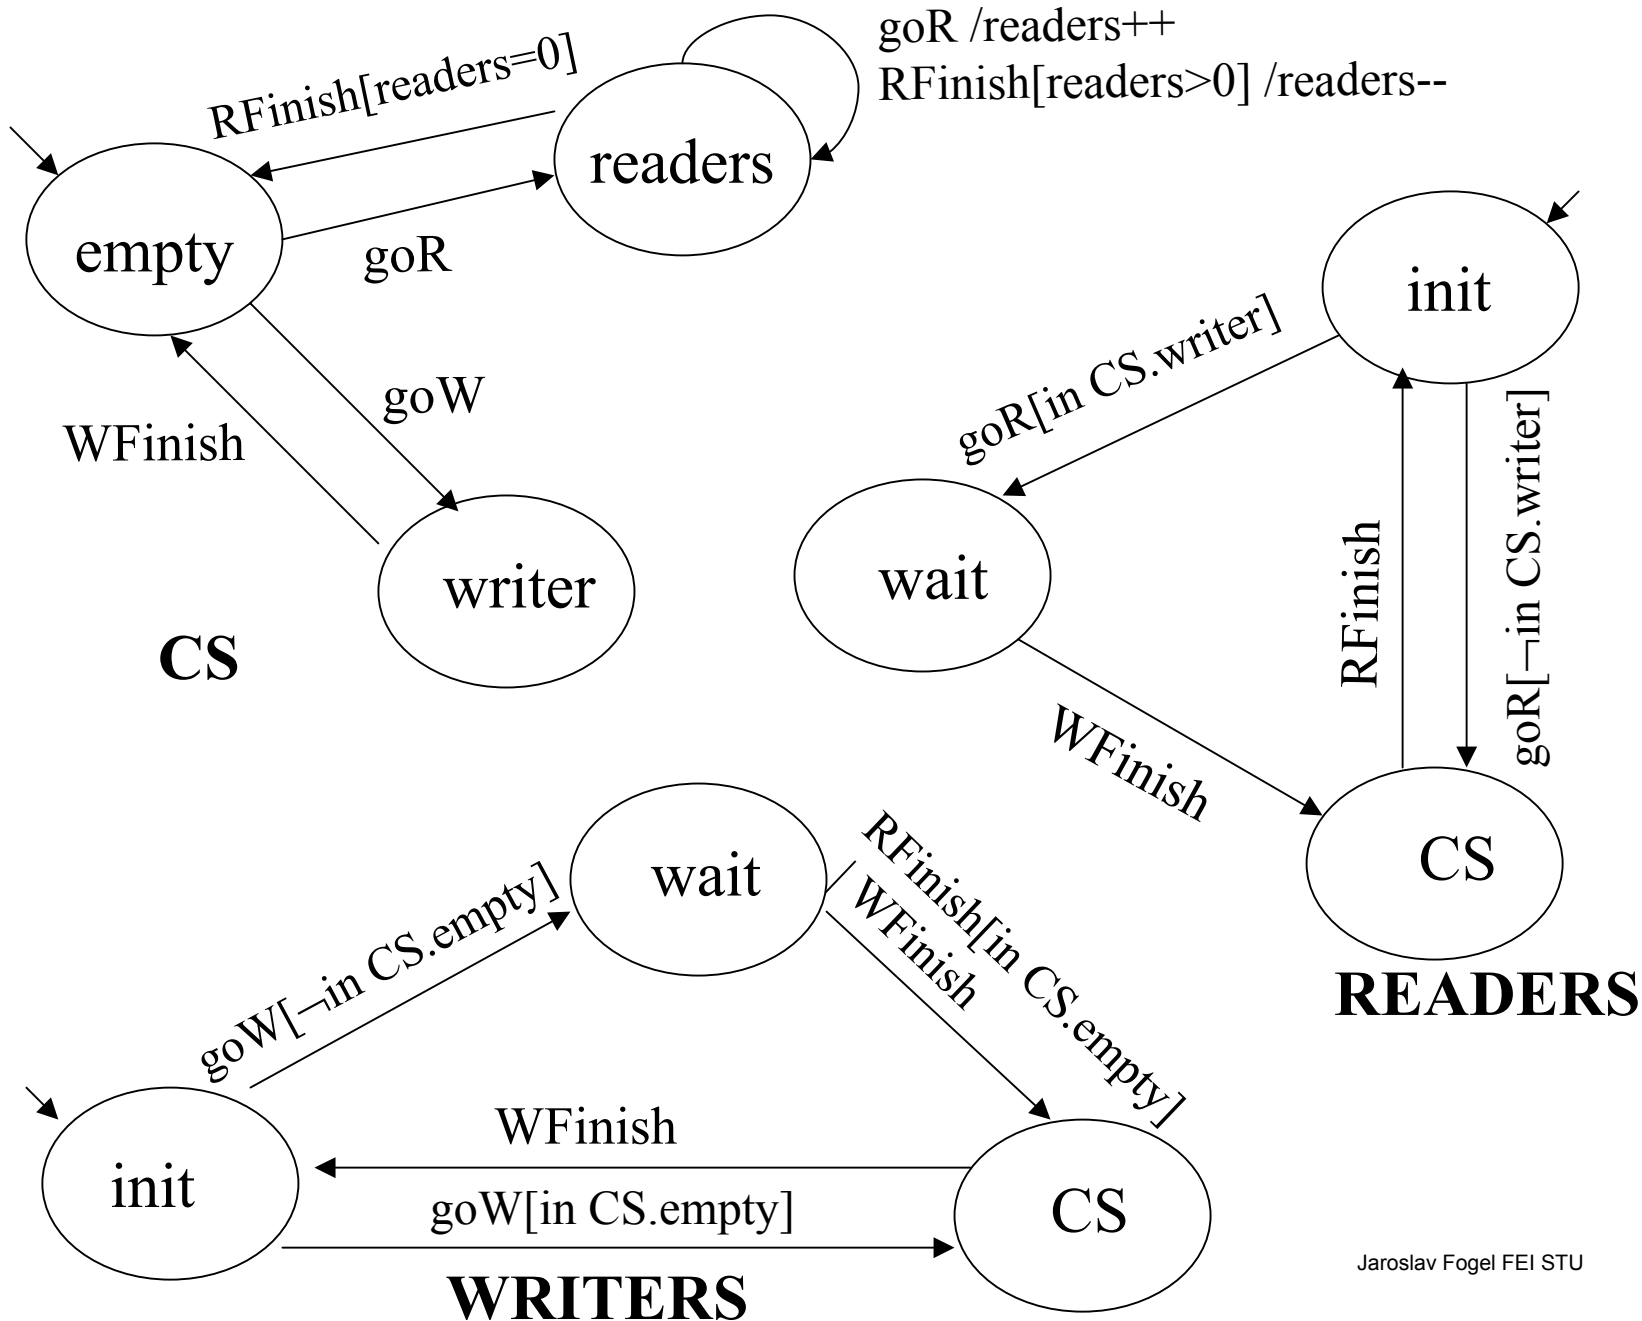 goR /readers++
RFinish[readers>0] /readers--
RFinish[readers=0]
readers
empty
goR
goW
WFinish
writer
CS
init
goR[in CS.writer]
goR[¬in CS.writer]
RFinish
wait
WFinish
CS
READERS
wait
RFinish[in CS.empty]
WFinish
goW[¬in CS.empty]
WFinish
init
goW[in CS.empty]
CS
WRITERS
Jaroslav Fogel FEI STU